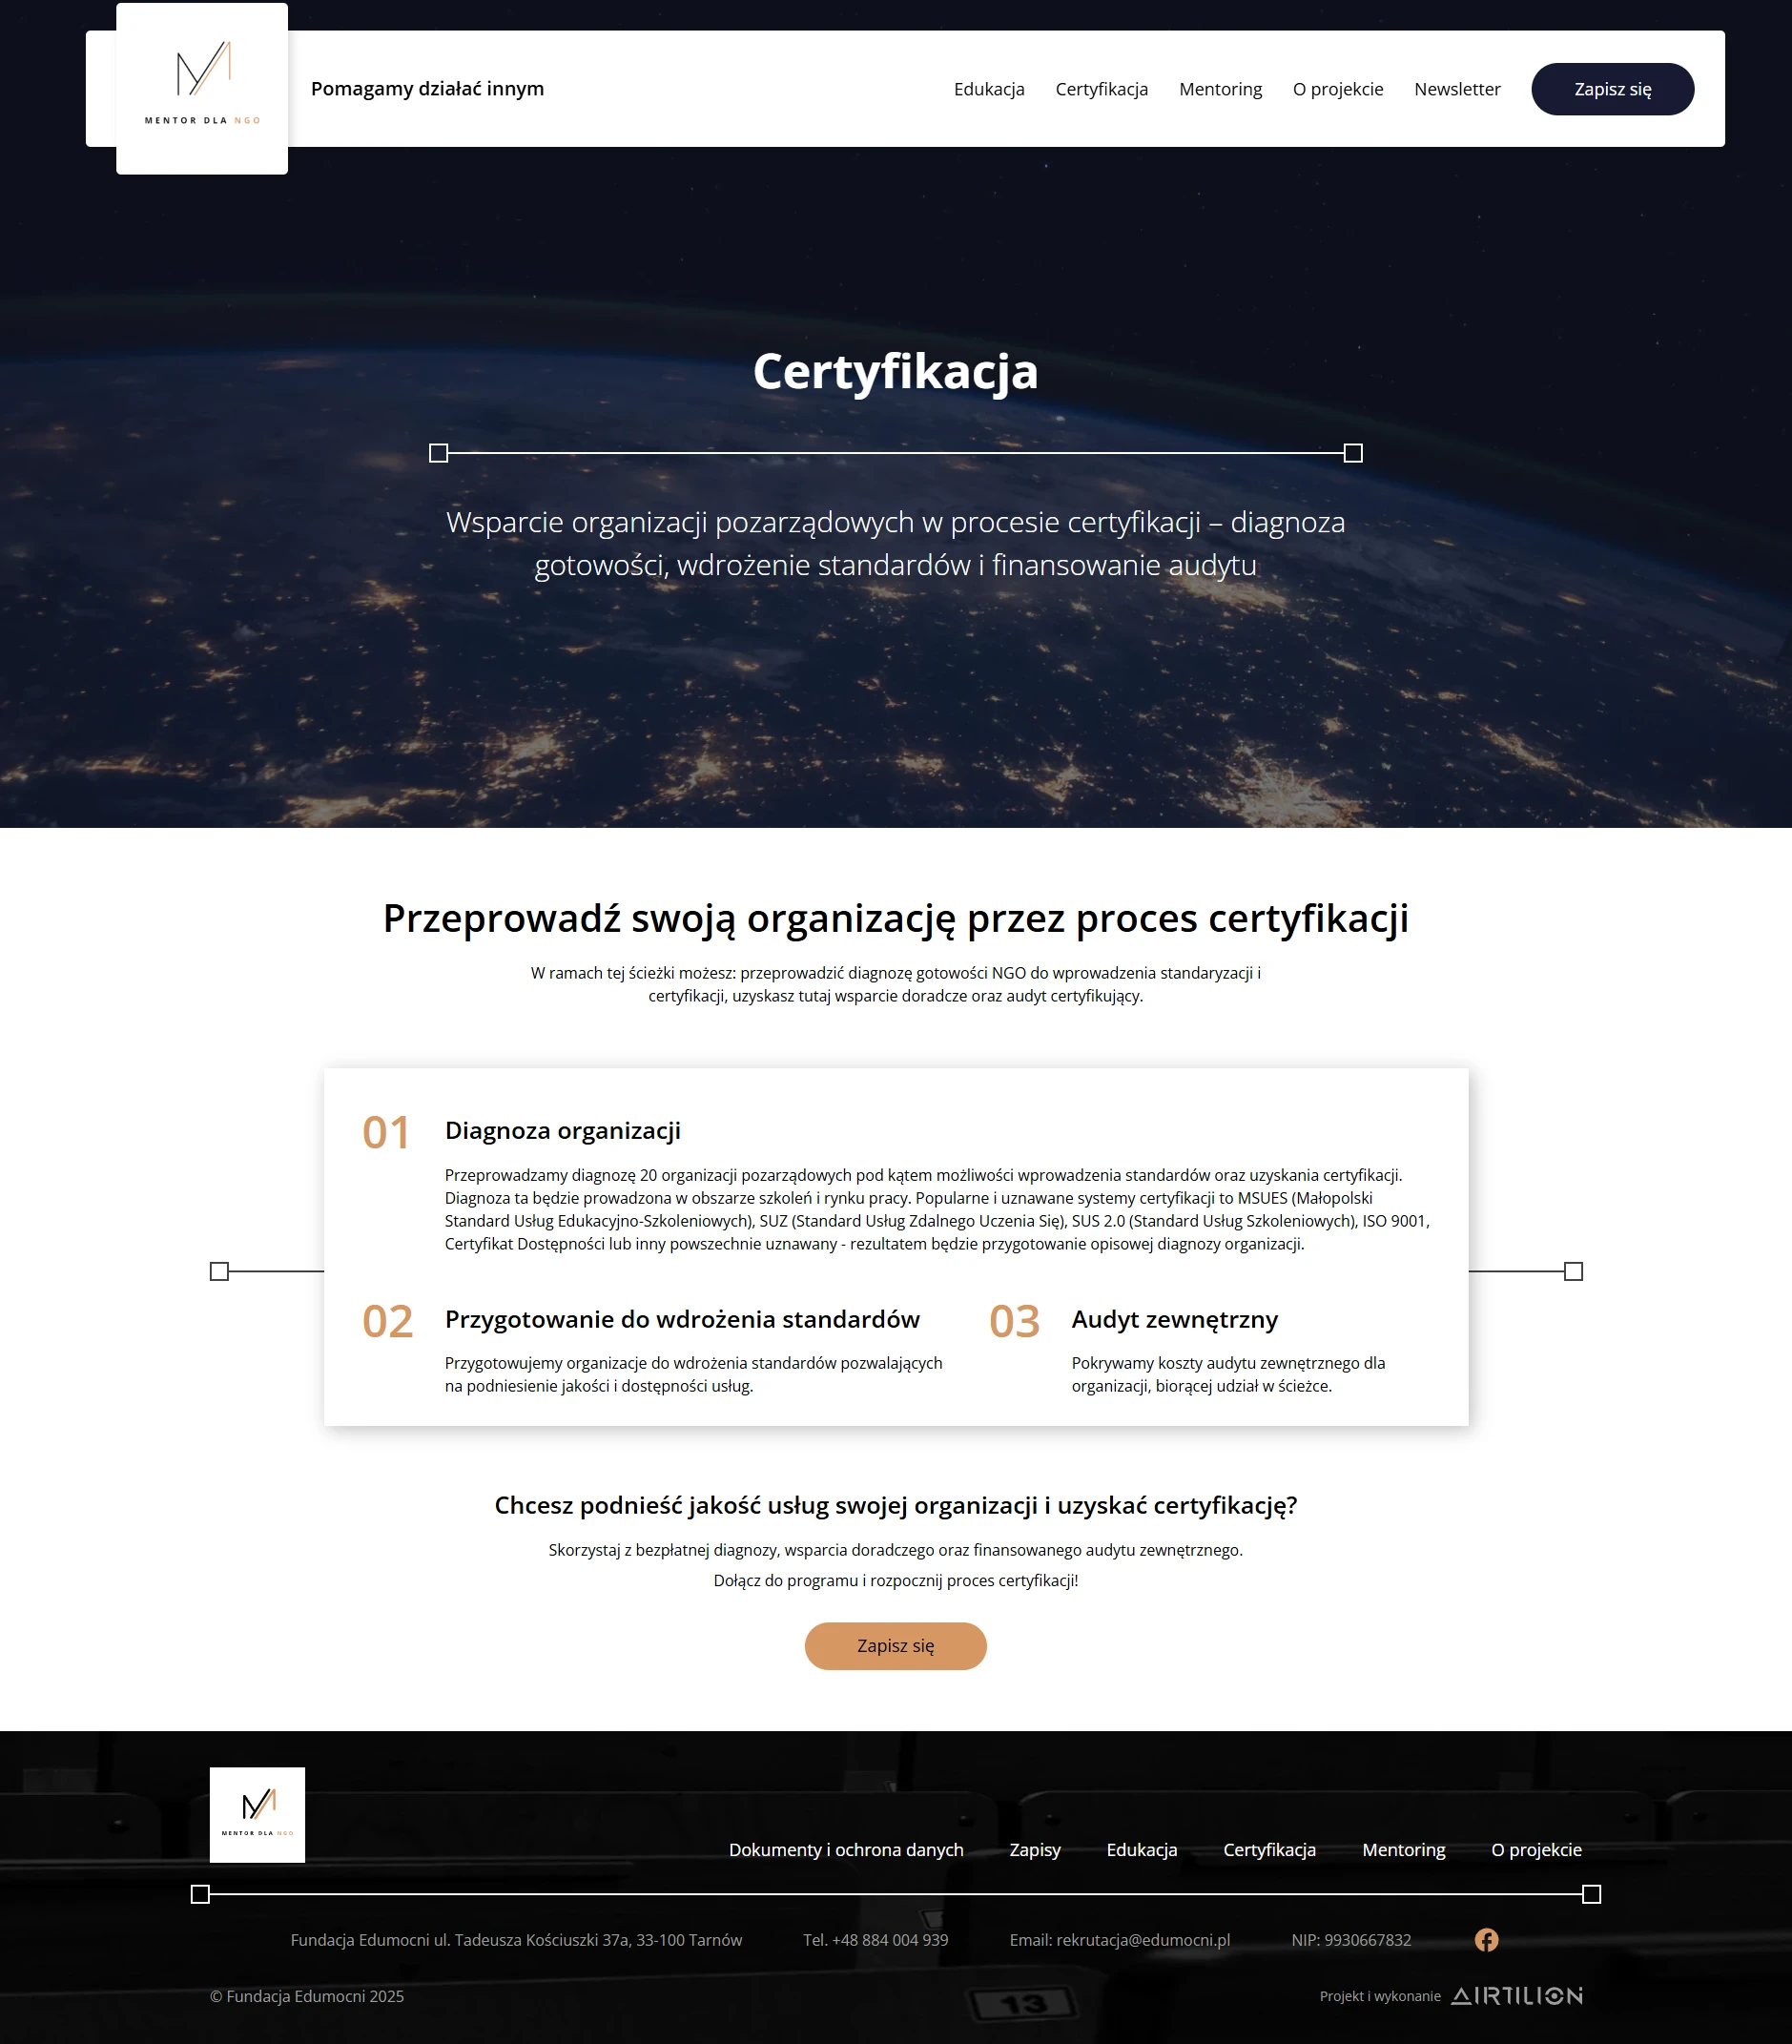 MENTOR DLA NGO
Pomagamy działać innym
Edukacja
Certyfikacja
Mentoring
O projekcie
Newsletter
Zapisz się
Certyfikacja
Wsparcie organizacji pozarządowych w procesie certyfikacji – diagnoza
gotowości, wdrożenie standardów i finansowanie audytu
Przeprowadź swoją organizację przez proces certyfikacji
W ramach tej ścieżki możesz: przeprowadzić diagnozę gotowości NGO do wprowadzenia standaryzacji i
certyfikacji, uzyskasz tutaj wsparcie doradcze oraz audyt certyfikujący.
01
Diagnoza organizacji
Przeprowadzamy diagnozę 20 organizacji pozarządowych pod kątem możliwości wprowadzenia standardów oraz uzyskania certyfikacji.
Diagnoza ta będzie prowadzona w obszarze szkoleń i rynku pracy. Popularne i uznawane systemy certyfikacji to MSUES (Małopolski
Standard Usług Edukacyjno-Szkoleniowych), SUZ (Standard Usług Zdalnego Uczenia Się), SUS 2.0 (Standard Usług Szkoleniowych), ISO 9001,
Certyfikat Dostępności lub inny powszechnie uznawany - rezultatem będzie przygotowanie opisowej diagnozy organizacji.
02
Przygotowanie do wdrożenia standardów
Przygotowujemy organizacje do wdrożenia standardów pozwalających
na podniesienie jakości i dostępności usług.
03
Audyt zewnętrzny
Pokrywamy koszty audytu zewnętrznego dla
organizacji, biorącej udział w ścieżce.
Chcesz podnieść jakość usług swojej organizacji i uzyskać certyfikację?
Skorzystaj z bezpłatnej diagnozy, wsparcia doradczego oraz finansowanego audytu zewnętrznego.
Dołącz do programu i rozpocznij proces certyfikacji!
Zapisz się
MENTOR DLA NGO
Dokumenty i ochrona danych
Zapisy
Edukacja
Certyfikacja
Mentoring
O projekcie
Fundacja Edumocni ul. Tadeusza Kościuszki 37a, 33-100 Tarnów
Tel. +48 884 004 939
Email: rekrutacja@edumocni.pl
NIP: 9930667832
© Fundacja Edumocni 2025
13
Projekt i wykonanie
AIRTILION